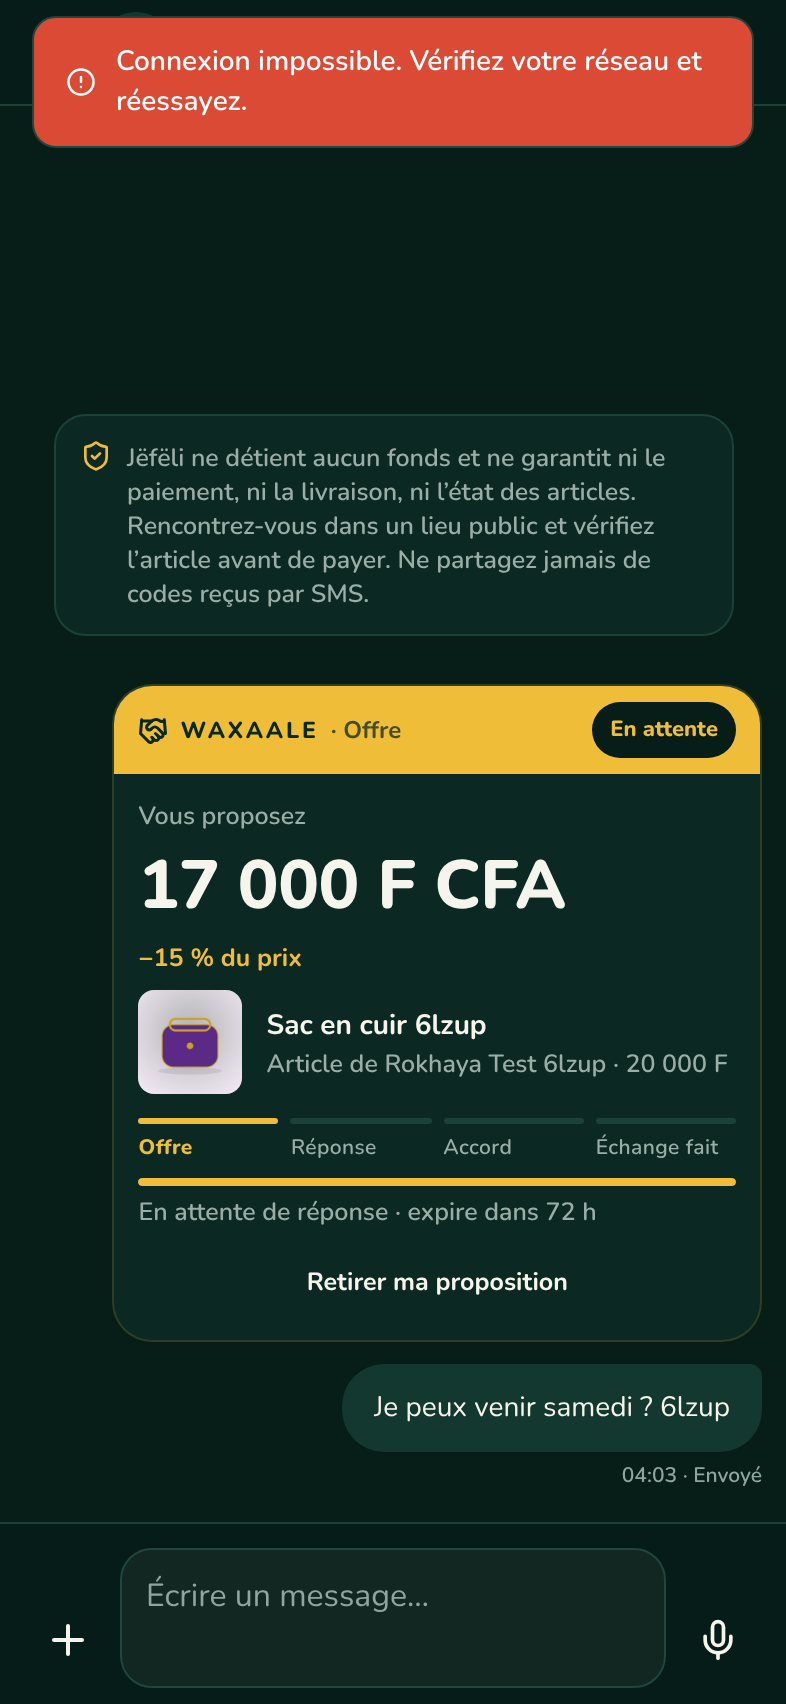 Connexion impossible. Vérifiez votre réseau et
réessayez.
Jëfëli ne détient aucun fonds et ne garantit ni le
paiement, ni la livraison, ni l’état des articles.
Rencontrez-vous dans un lieu public et vérifiez
l’article avant de payer. Ne partagez jamais de
codes reçus par SMS.
WAXAALE · Offre
En attente
Vous proposez
17 000 F CFA
−15 % du prix
Sac en cuir 6lzup
Article de Rokhaya Test 6lzup · 20 000 F
Offre Réponse Accord Échange fait
En attente de réponse · expire dans 72 h
Retirer ma proposition
Je peux venir samedi ? 6lzup
04:03 · Envoyé
Écrire un message...